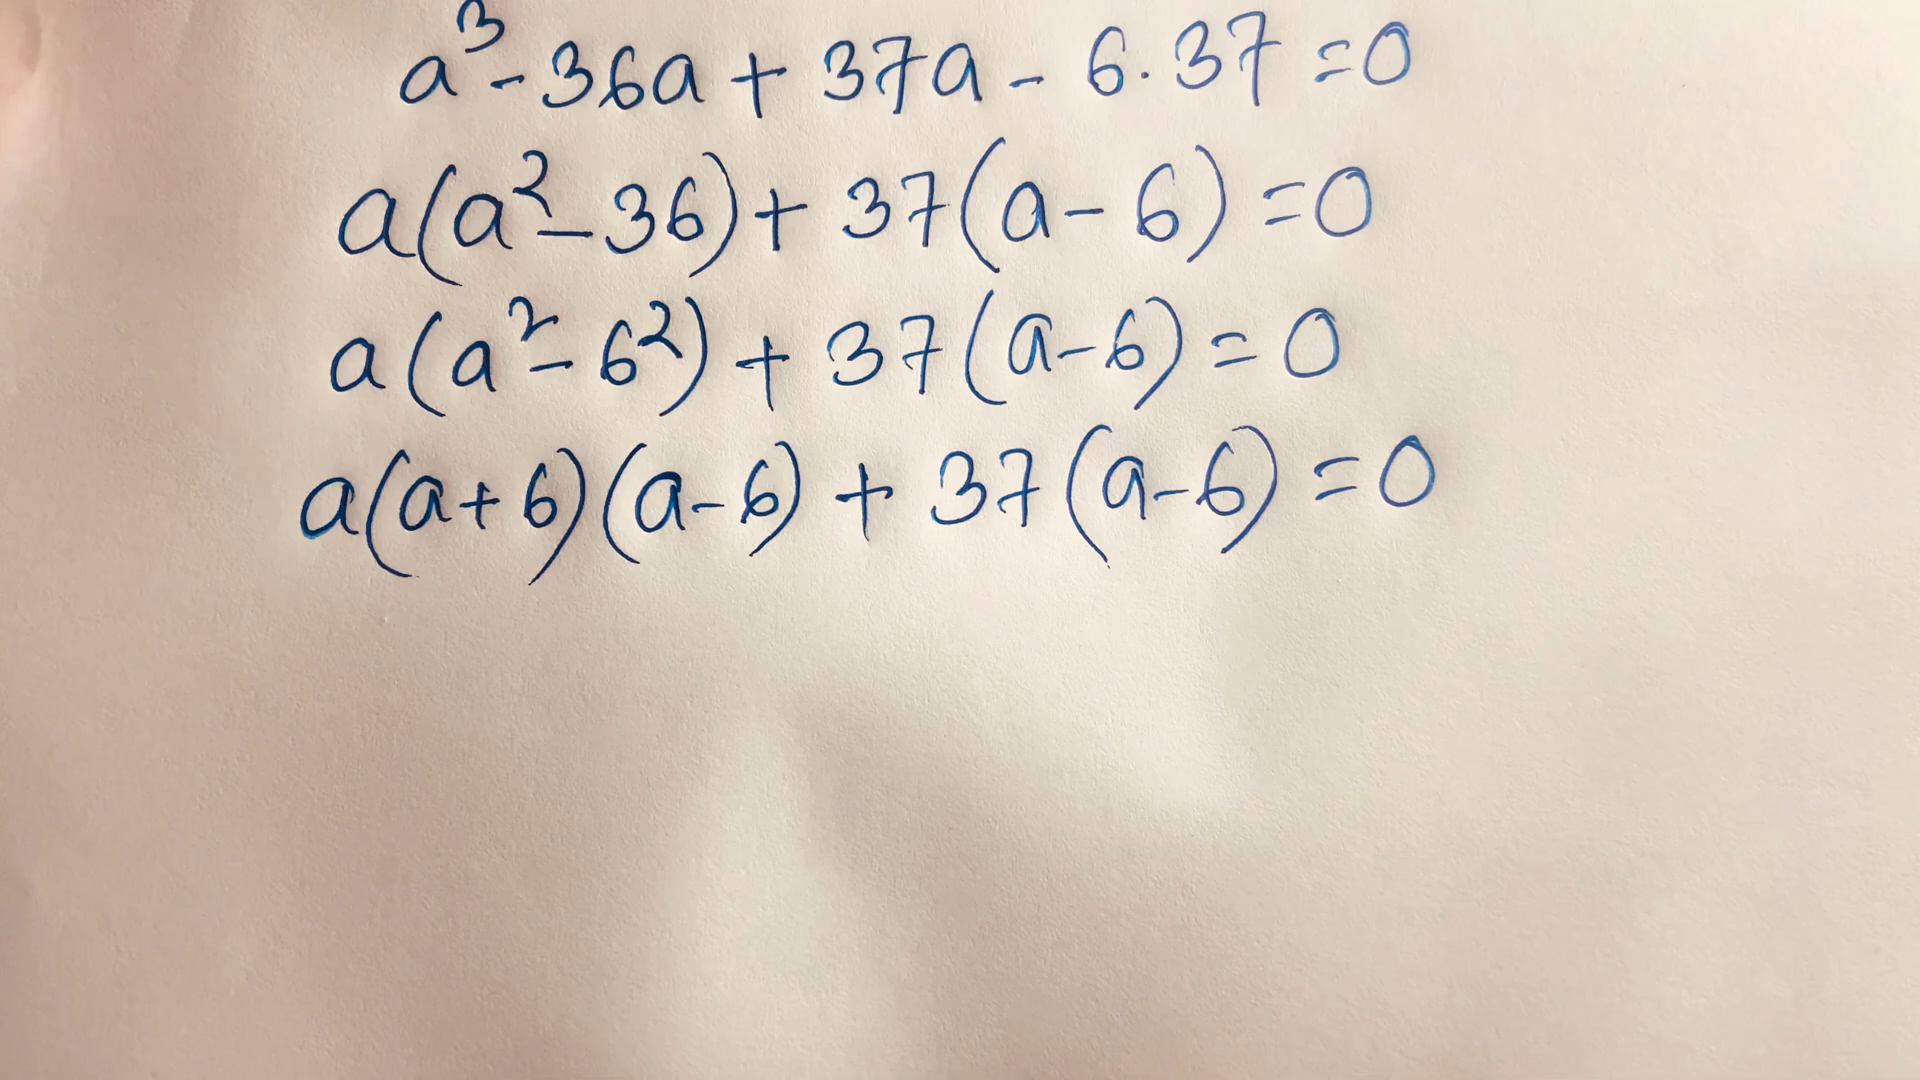 a³ - 36a + 37a - 6·37 = 0
a(a² - 36) + 37(a - 6) = 0
a(a² - 6²) + 37(a - 6) = 0
a(a + 6)(a - 6) + 37(a - 6) = 0